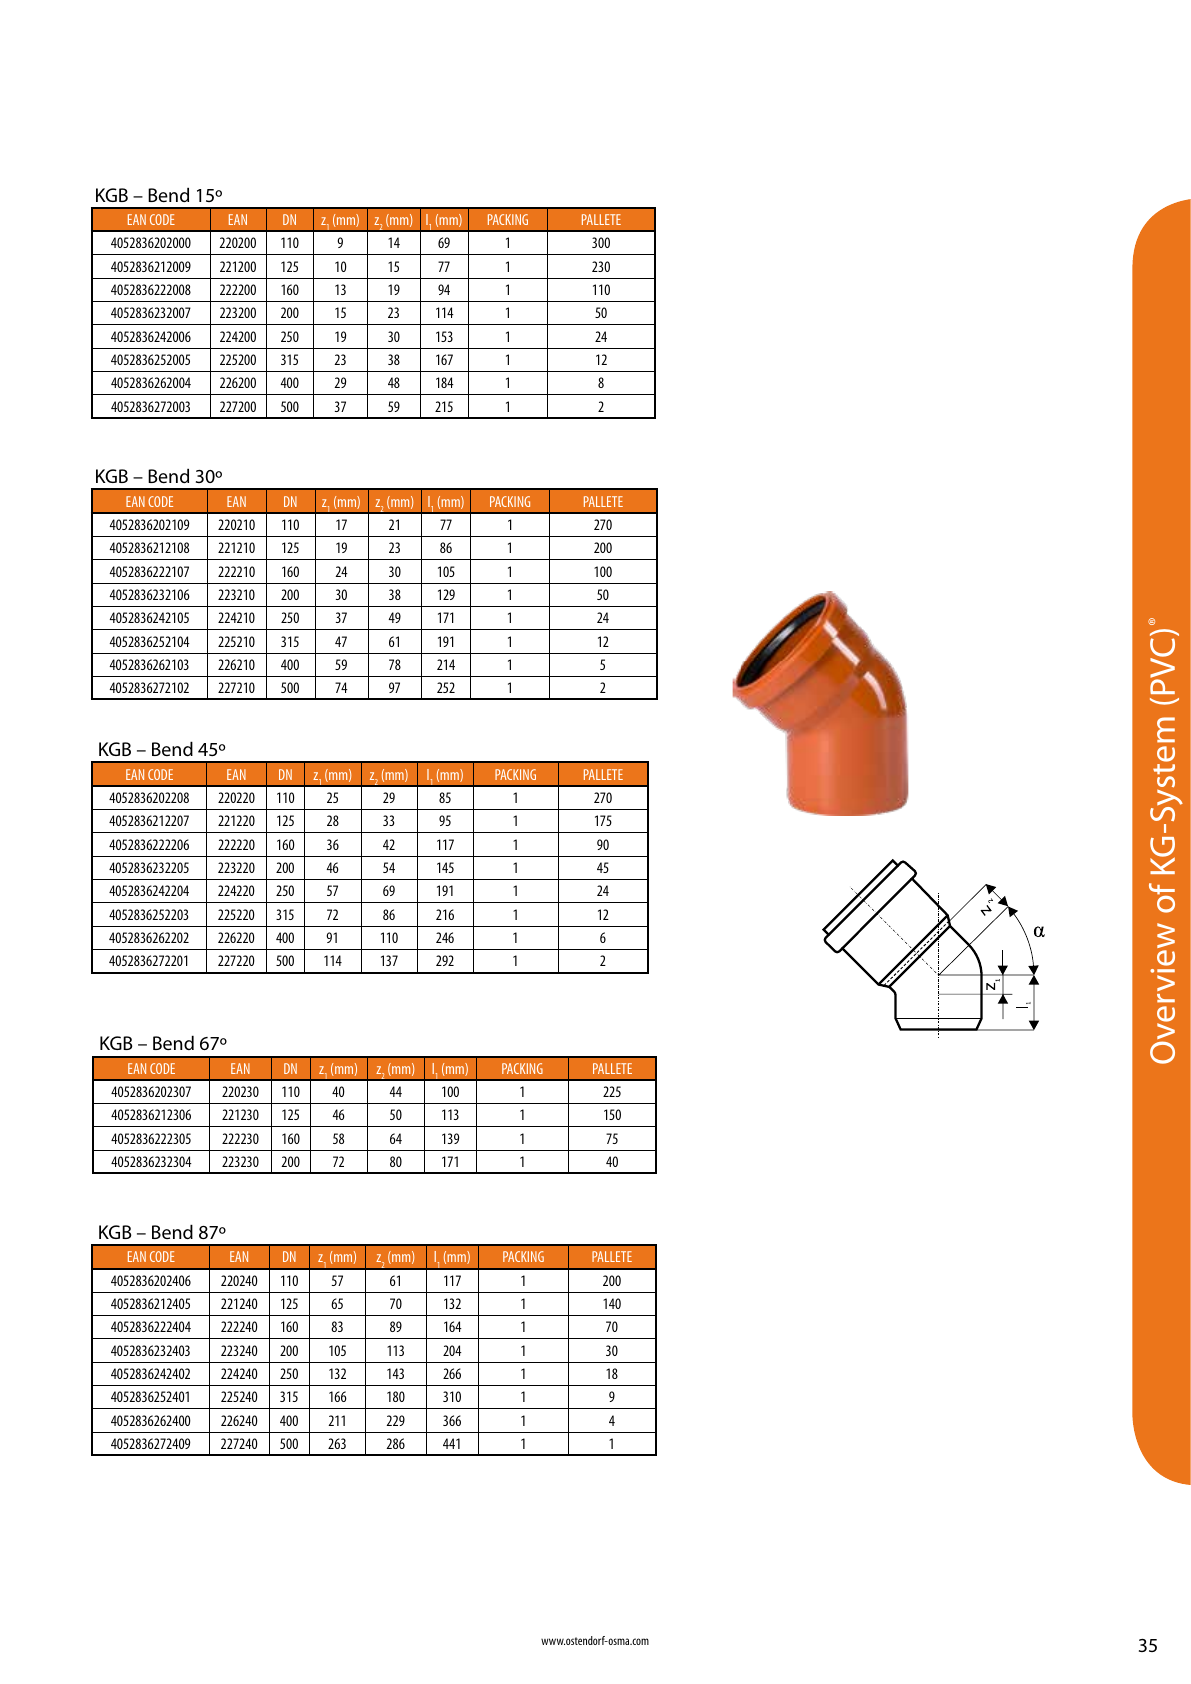 KGB – Bend 15º
EAN CODE EAN DN z1 (mm) z2 (mm) l1 (mm) PACKING PALLETE
4052836202000 220200 110 9 14 69 1 300
4052836212009 221200 125 10 15 77 1 230
4052836222008 222200 160 13 19 94 1 110
4052836232007 223200 200 15 23 114 1 50
4052836242006 224200 250 19 30 153 1 24
4052836252005 225200 315 23 38 167 1 12
4052836262004 226200 400 29 48 184 1 8
4052836272003 227200 500 37 59 215 1 2
KGB – Bend 30º
EAN CODE EAN DN z1 (mm) z2 (mm) l1 (mm) PACKING PALLETE
4052836202109 220210 110 17 21 77 1 270
4052836212108 221210 125 19 23 86 1 200
4052836222107 222210 160 24 30 105 1 100
4052836232106 223210 200 30 38 129 1 50
4052836242105 224210 250 37 49 171 1 24
4052836252104 225210 315 47 61 191 1 12
4052836262103 226210 400 59 78 214 1 5
4052836272102 227210 500 74 97 252 1 2
KGB – Bend 45º
EAN CODE EAN DN z1 (mm) z2 (mm) l1 (mm) PACKING PALLETE
4052836202208 220220 110 25 29 85 1 270
4052836212207 221220 125 28 33 95 1 175
4052836222206 222220 160 36 42 117 1 90
4052836232205 223220 200 46 54 145 1 45
4052836242204 224220 250 57 69 191 1 24
4052836252203 225220 315 72 86 216 1 12
4052836262202 226220 400 91 110 246 1 6
4052836272201 227220 500 114 137 292 1 2
KGB – Bend 67º
EAN CODE EAN DN z1 (mm) z2 (mm) l1 (mm) PACKING PALLETE
4052836202307 220230 110 40 44 100 1 225
4052836212306 221230 125 46 50 113 1 150
4052836222305 222230 160 58 64 139 1 75
4052836232304 223230 200 72 80 171 1 40
KGB – Bend 87º
EAN CODE EAN DN z1 (mm) z2 (mm) l1 (mm) PACKING PALLETE
4052836202406 220240 110 57 61 117 1 200
4052836212405 221240 125 65 70 132 1 140
4052836222404 222240 160 83 89 164 1 70
4052836232403 223240 200 105 113 204 1 30
4052836242402 224240 250 132 143 266 1 18
4052836252401 225240 315 166 180 310 1 9
4052836262400 226240 400 211 229 366 1 4
4052836272409 227240 500 263 286 441 1 1
z2
α
z1
l1
Overview of KG-System (PVC)®
www.ostendorf-osma.com
35